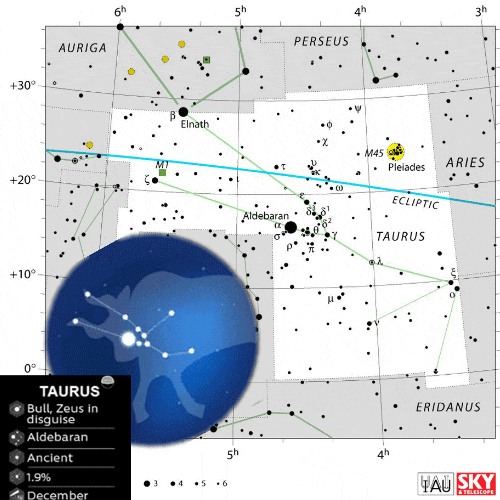 6h 5h 4h 3h
AURIGA PERSEUS
+30°
β
Elnath
ψ
φ
χ
M45
Pleiades
ARIES
M1
τ
υ
κ
+20°
ζ
ω
ECLIPTIC
ε
Aldebaran
δ³ δ¹
δ²
α
θ
γ
σ
ρ
π
TAURUS
λ
+10°
ξ
ο
μ
ν
0°
TAURUS
Bull, Zeus in
disguise
Aldebaran
Ancient
1.9%
December
ERIDANUS
5h 4h
3 4 5 6
IAU
SKY
& TELESCOPE